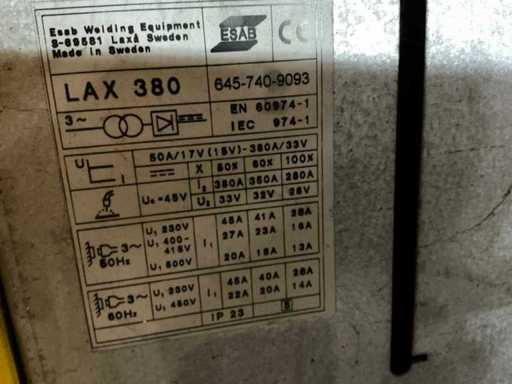 Esab Welding Equipment
S-69581 Laxå Sweden
Made in Sweden
ESAB
CE
LAX 380
645-740-9093
3~
EN 60974-1
IEC 974-1
50A/17V(15V)-380A/33V
X 50% 60% 100%
I₂ 380A 350A 280A
U₀=45V
U₂ 33V 32V 28V
3~ 50Hz
I₁
U₁ 230V 45A 41A 28A
U₁ 400-415V 27A 23A 16A
U₁ 500V 20A 18A 13A
3~ 60Hz
I₁
U₁ 230V 45A 40A 28A
U₁ 460V 22A 20A 14A
IP 23
S